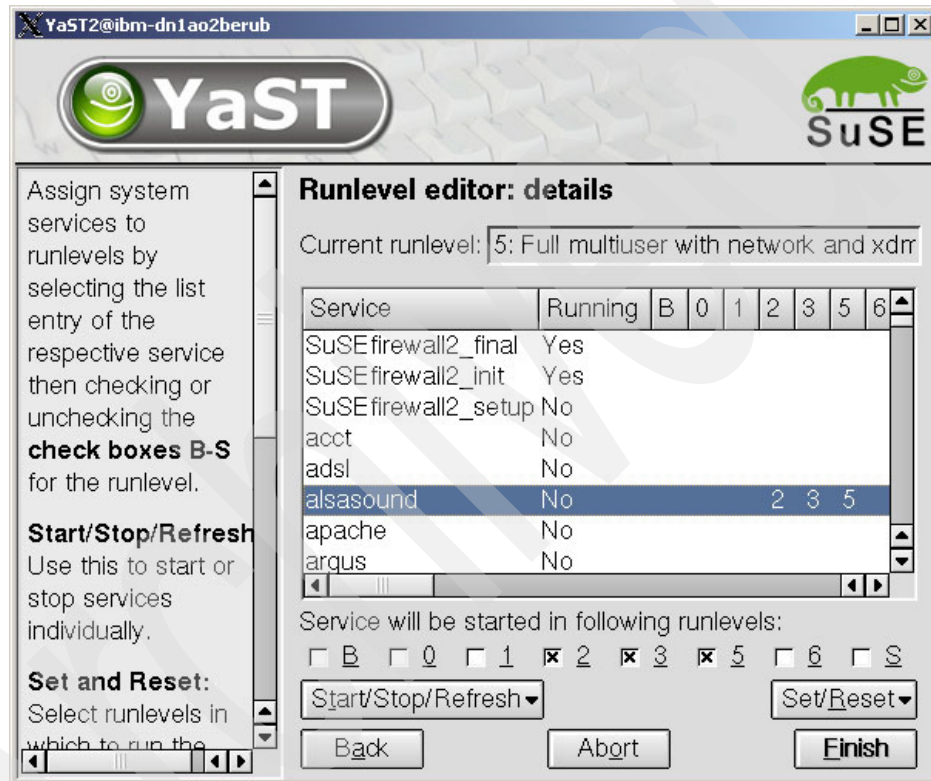 YaST2@ibm-dn1ao2berub
YaST
SuSE
Assign system
services to
runlevels by
selecting the list
entry of the
respective service
then checking or
unchecking the
check boxes B-S
for the runlevel.
Start/Stop/Refresh
Use this to start or
stop services
individually.
Set and Reset:
Select runlevels in
which to run the
Runlevel editor: details
Current runlevel: 5: Full multiuser with network and xdm
Service Running B 0 1 2 3 5 6
SuSEfirewall2_final Yes
SuSEfirewall2_init Yes
SuSEfirewall2_setup No
acct No
adsl No
alsasound No 2 3 5
apache No
argus No
Service will be started in following runlevels:
B 0 1 2 3 5 6 S
Start/Stop/Refresh Set/Reset
Back Abort Finish